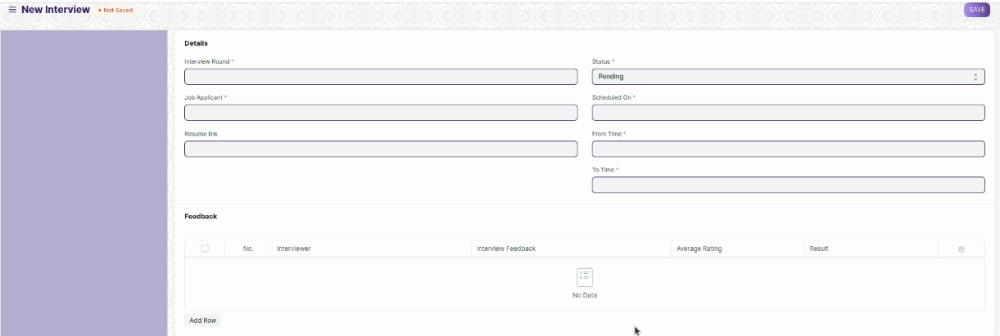 New Interview • Not Saved SAVE
Details
Interview Round * Status *
Pending
Job Applicant * Scheduled On *
Resume link From Time *
To Time *
Feedback
No. Interviewer Interview Feedback Average Rating Result
No Data
Add Row